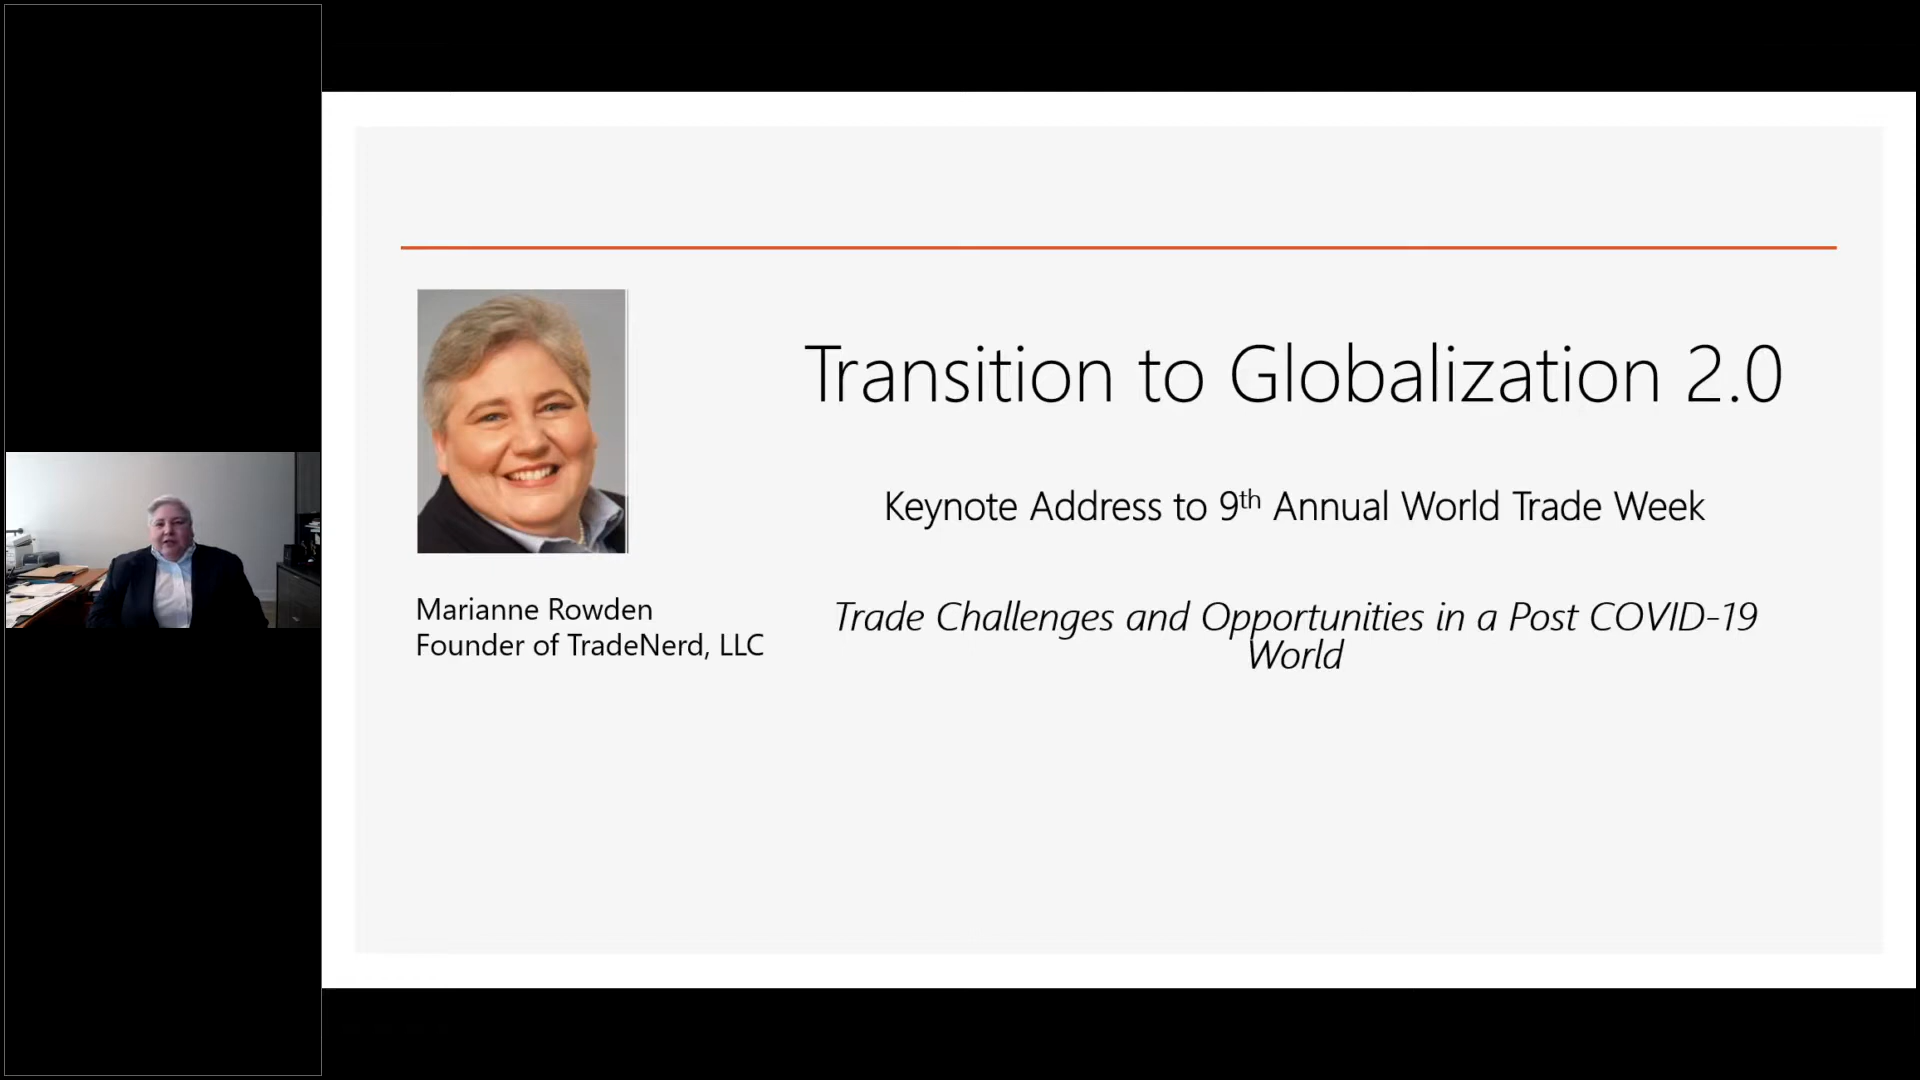 Transition to Globalization 2.0
Keynote Address to 9th Annual World Trade Week
Trade Challenges and Opportunities in a Post COVID-19
World
Marianne Rowden
Founder of TradeNerd, LLC